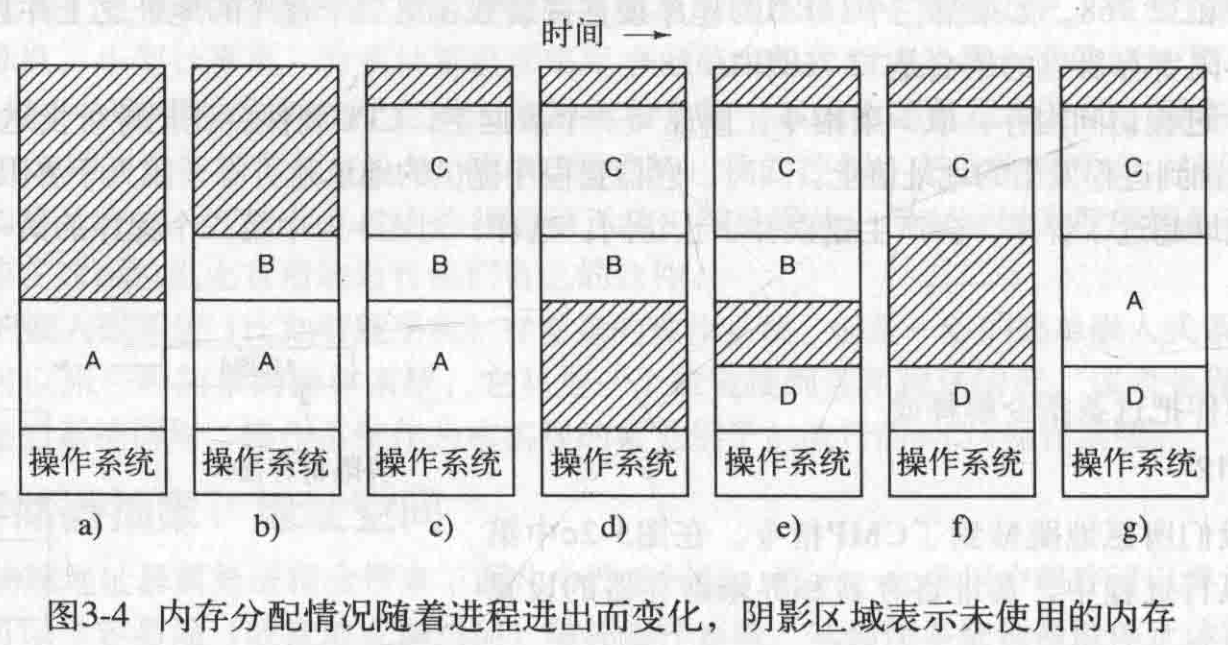 时间 →
C C C C C
B B B B
A A A A
D D D
操作系统 操作系统 操作系统 操作系统 操作系统 操作系统 操作系统
a) b) c) d) e) f) g)
图3-4 内存分配情况随着进程进出而变化，阴影区域表示未使用的内存